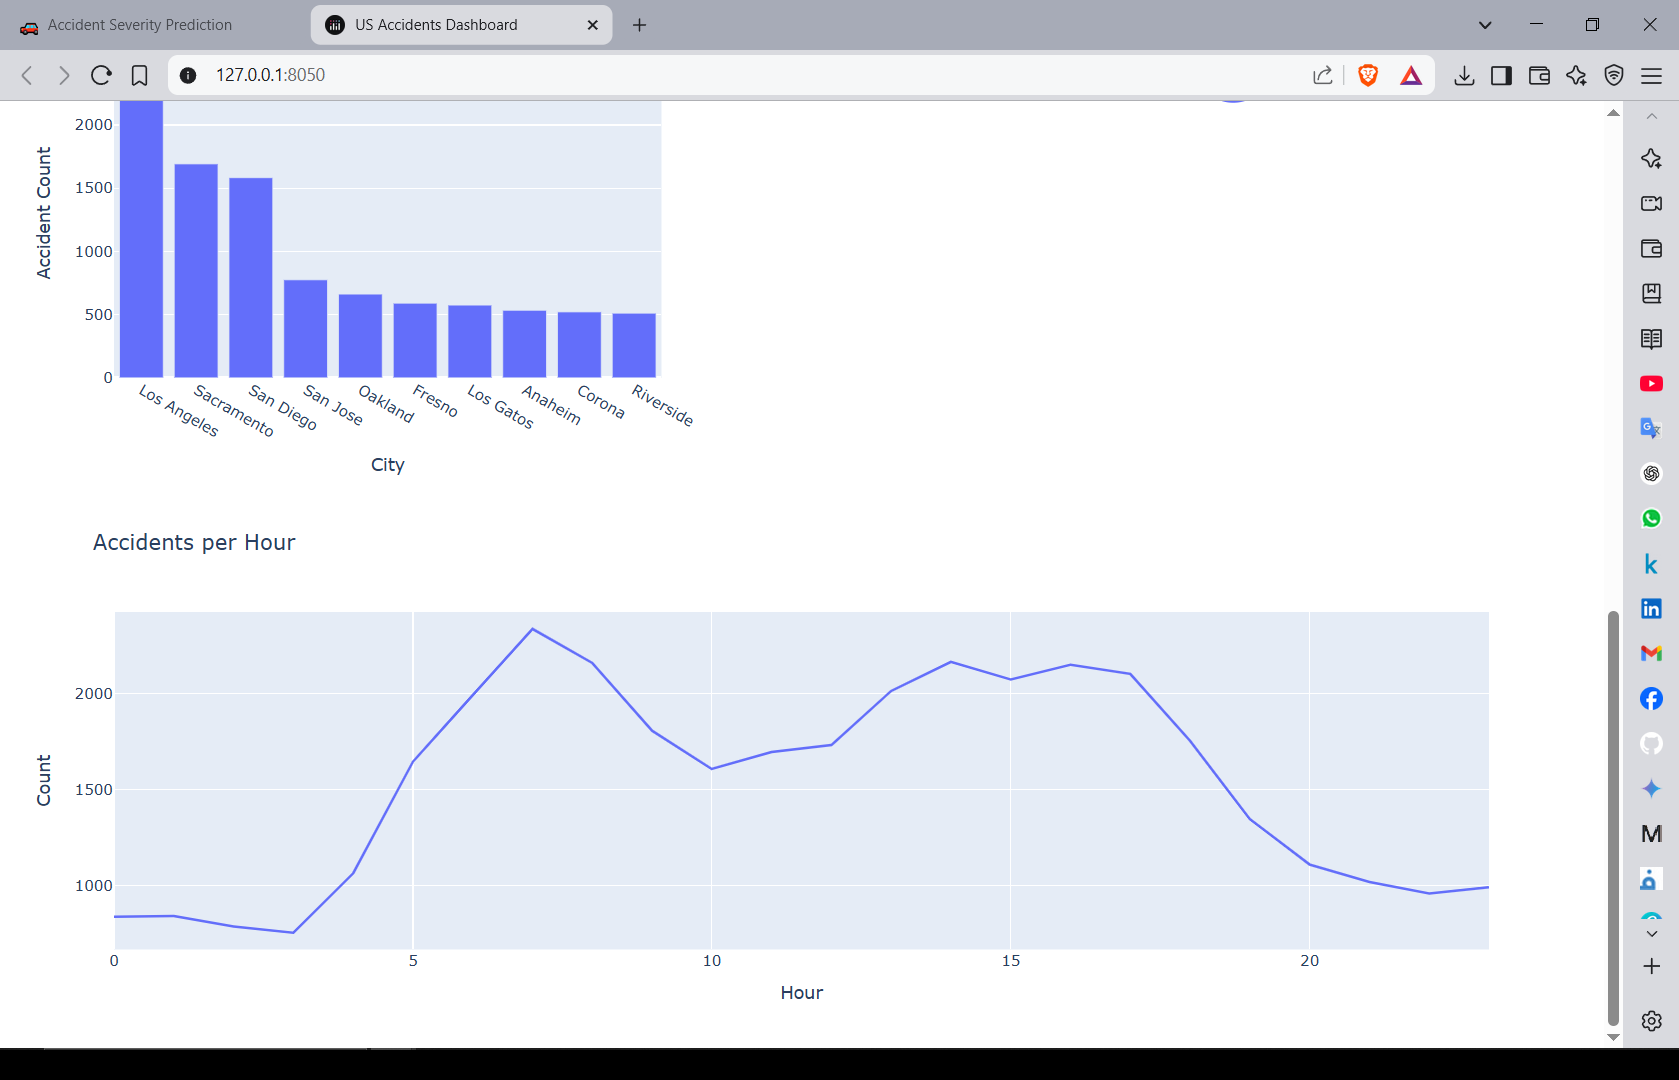 Accident Severity Prediction
US Accidents Dashboard
127.0.0.1:8050
2000
1500
1000
500
0
Accident Count
Los Angeles
Sacramento
San Diego
San Jose
Oakland
Fresno
Los Gatos
Anaheim
Corona
Riverside
City
Accidents per Hour
2000
1500
1000
Count
0
5
10
15
20
Hour